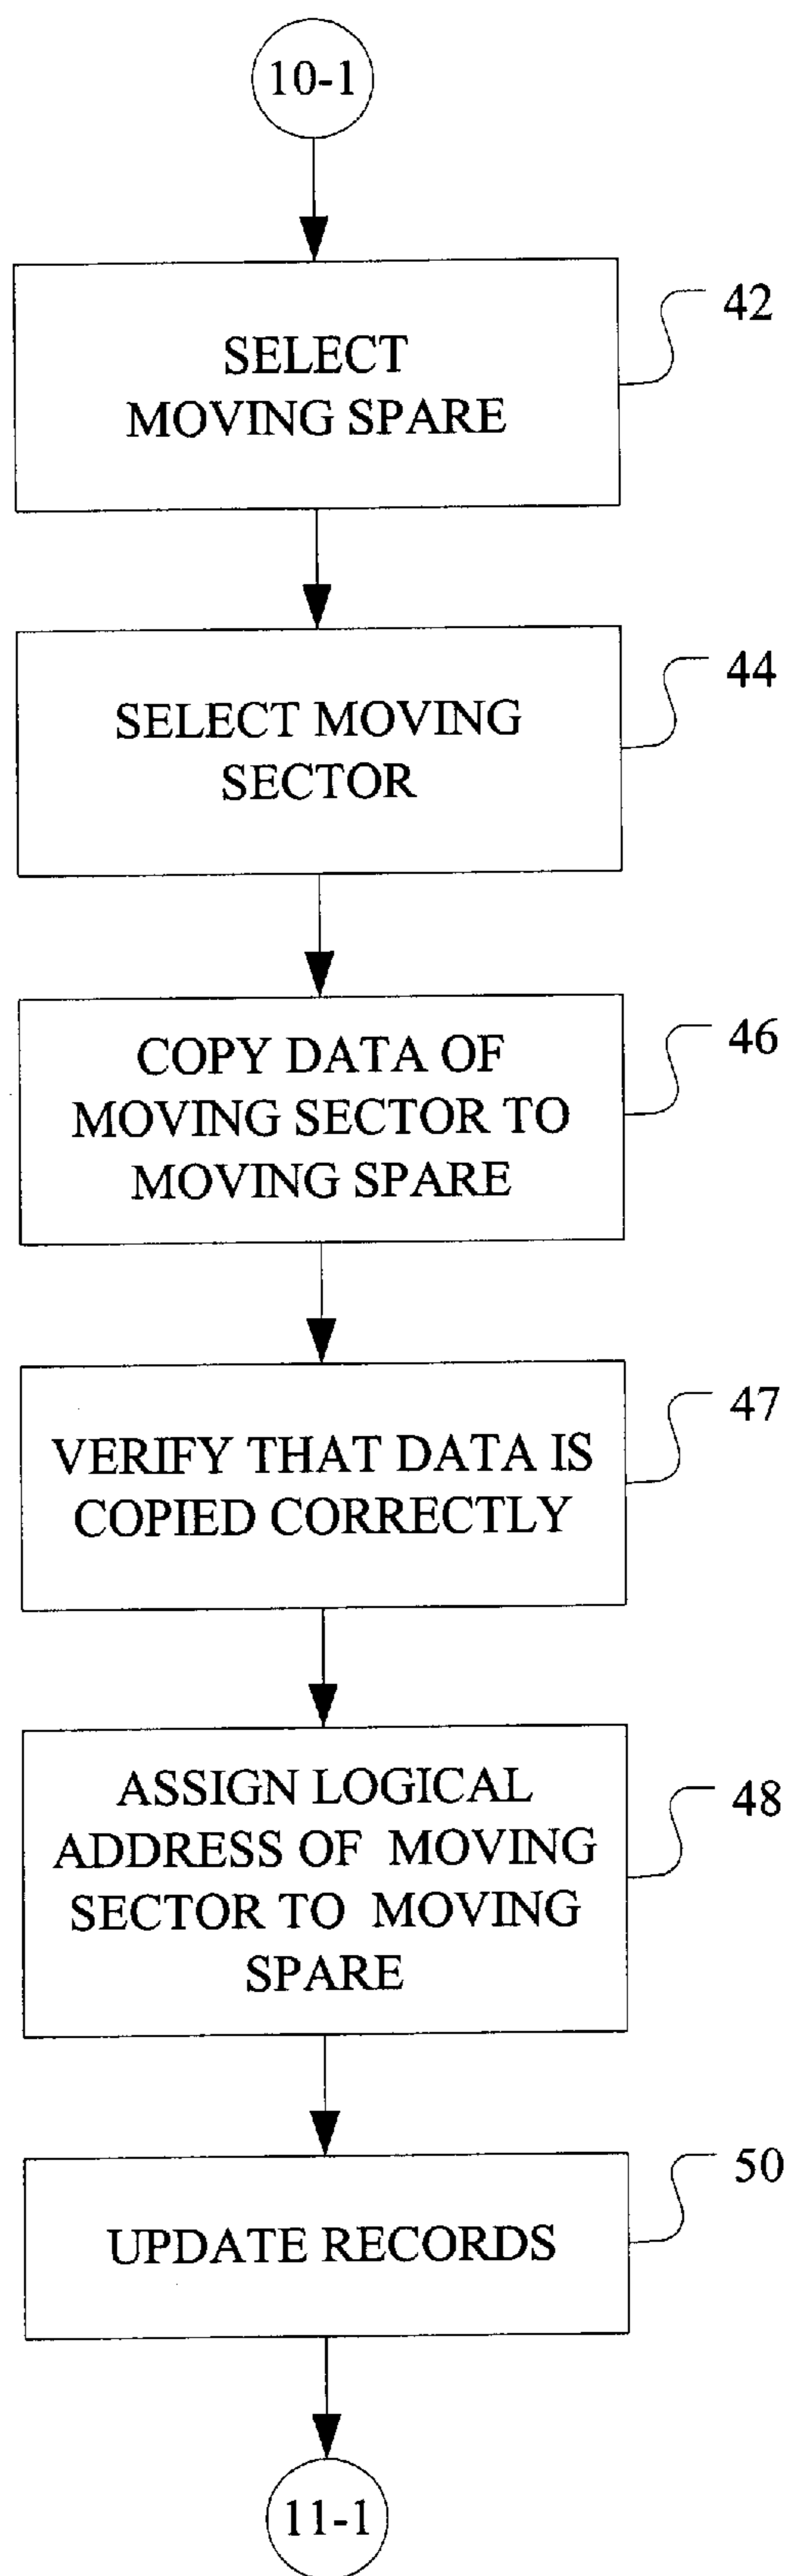 10-1
SELECT
MOVING SPARE
42
SELECT MOVING
SECTOR
44
COPY DATA OF
MOVING SECTOR TO
MOVING SPARE
46
VERIFY THAT DATA IS
COPIED CORRECTLY
47
ASSIGN LOGICAL
ADDRESS OF MOVING
SECTOR TO MOVING
SPARE
48
UPDATE RECORDS
50
11-1